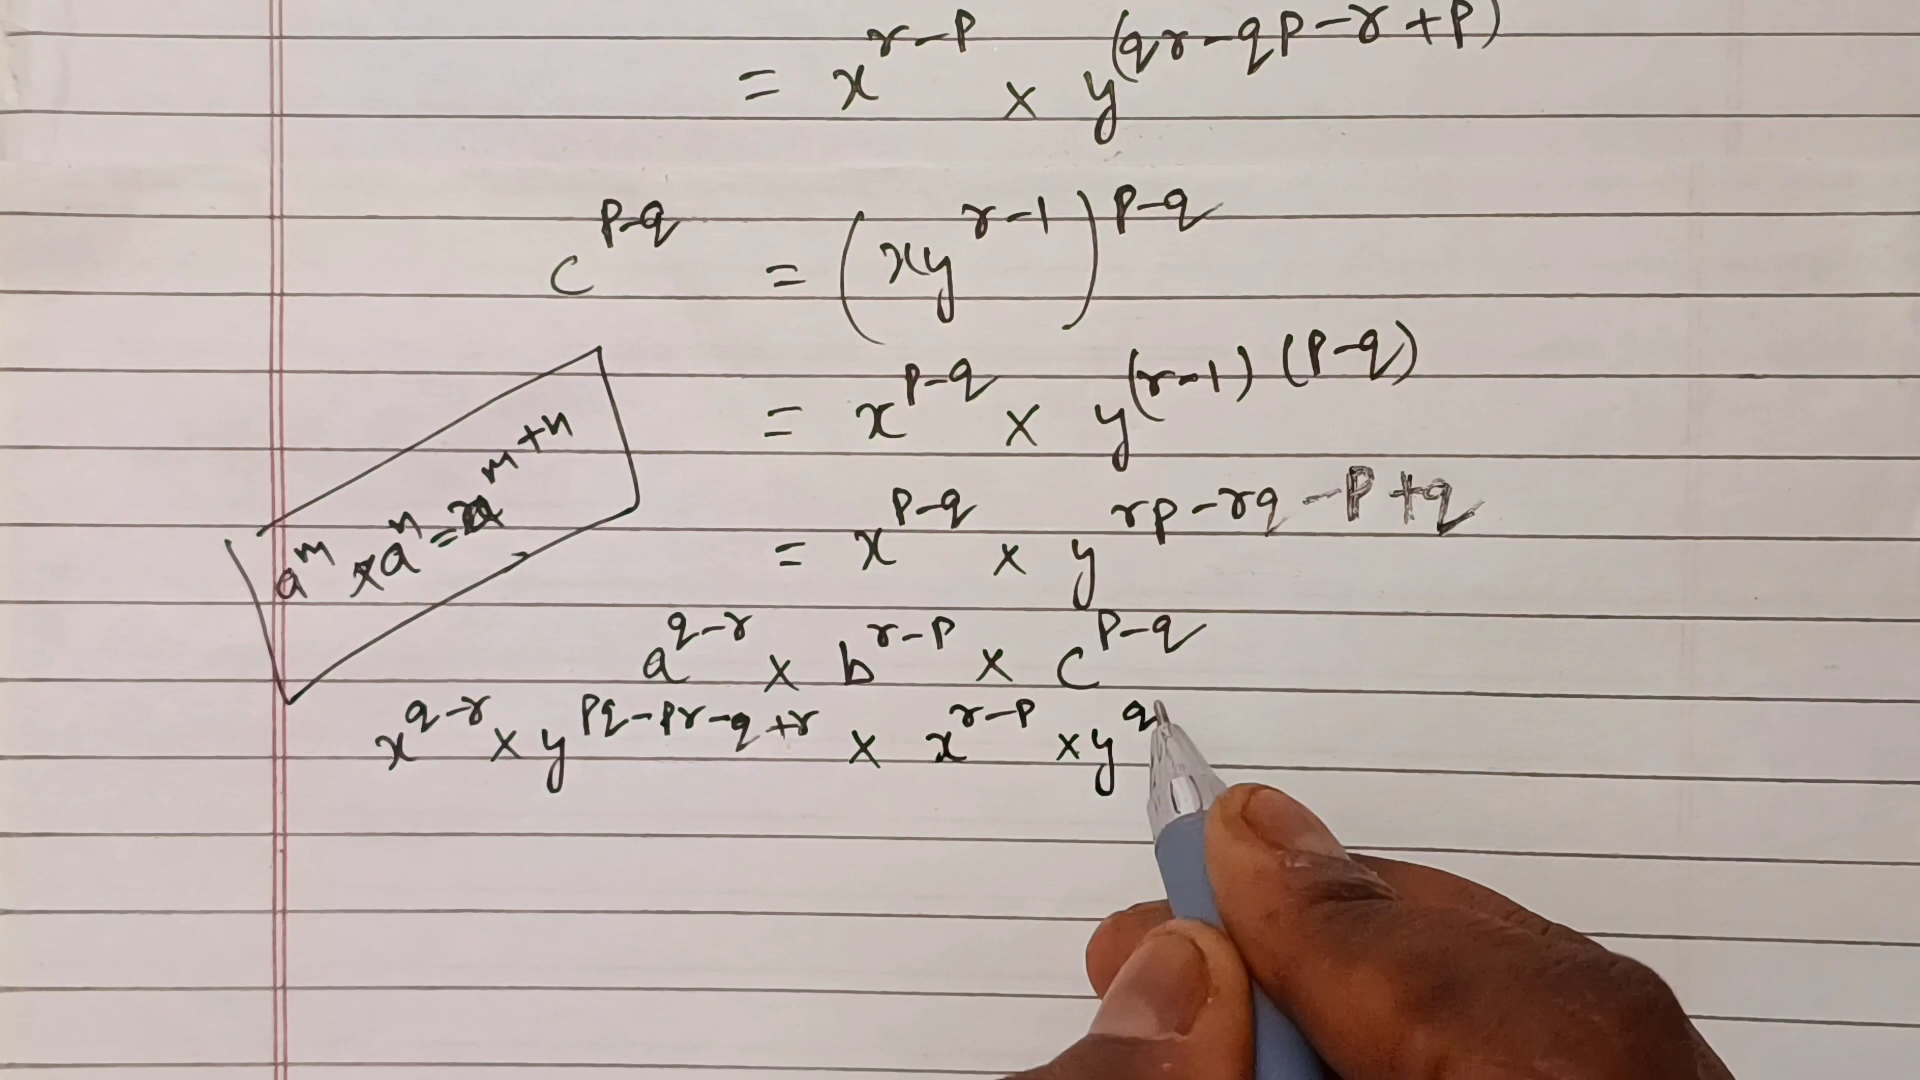 = x^{r-p} × y^{(qr-qp-r+p)}
c^{p-q} = (xy^{r-1})^{p-q}
= x^{p-q} × y^{(r-1)(p-q)}
a^m × a^n = a^{m+n}
= x^{p-q} × y^{rp-rq-p+q}
a^{q-r} × b^{r-p} × c^{p-q}
x^{q-r} × y^{pq-pr-q+r} × x^{r-p} × y^{q